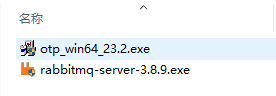 名称
otp_win64_23.2.exe
rabbitmq-server-3.8.9.exe